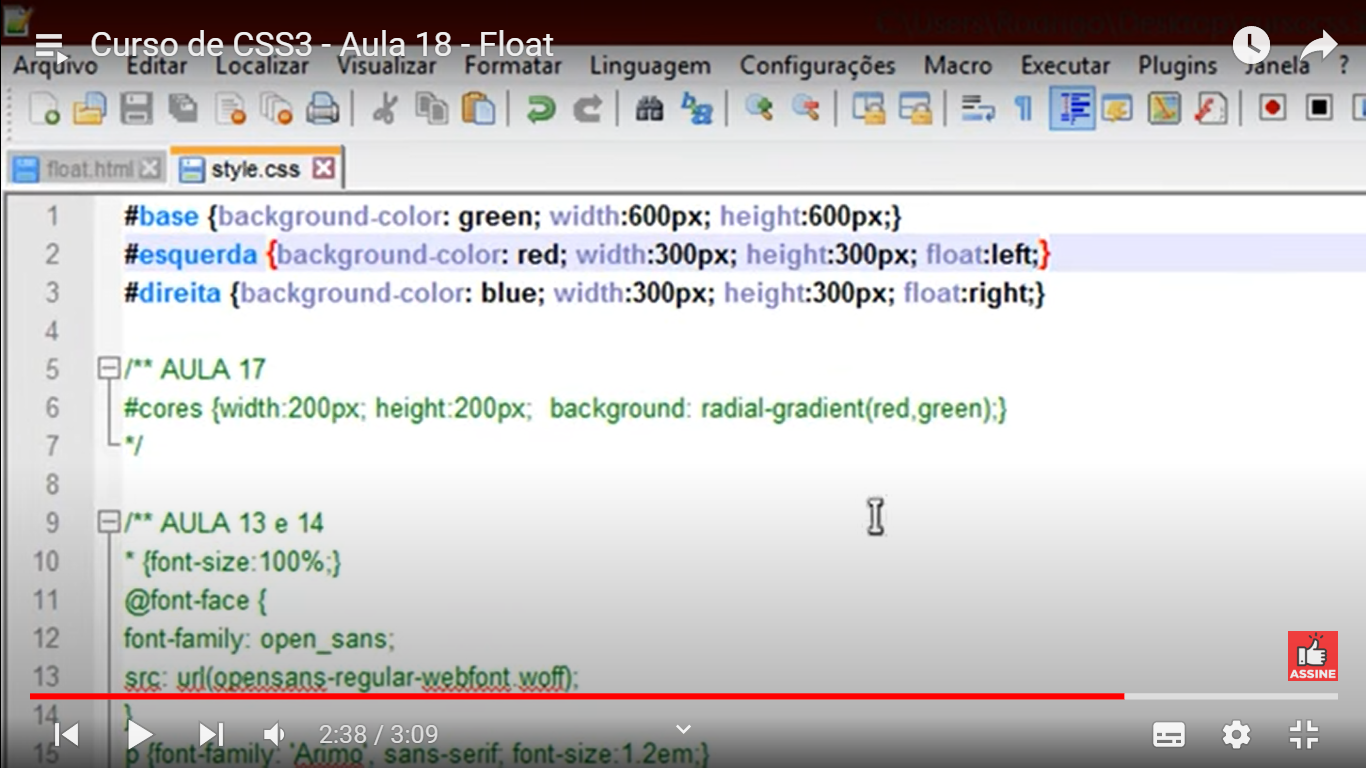 Curso de CSS3 - Aula 18 - Float
Arquivo Editar Localizar Visualizar Formatar Linguagem Configurações Macro Executar Plugins Janela ?
float.html style.css
1 #base {background-color: green; width:600px; height:600px;}
2 #esquerda {background-color: red; width:300px; height:300px; float:left;}
3 #direita {background-color: blue; width:300px; height:300px; float:right;}
4
5 /** AULA 17
6 #cores {width:200px; height:200px;  background: radial-gradient(red,green);}
7 */
8
9 /** AULA 13 e 14
10 * {font-size:100%;}
11 @font-face {
12 font-family: open_sans;
13 src: url(opensans-regular-webfont.woff);
ASSINE
14 }
2:38 / 3:09
15 p {font-family: 'Arimo', sans-serif; font-size:1.2em;}